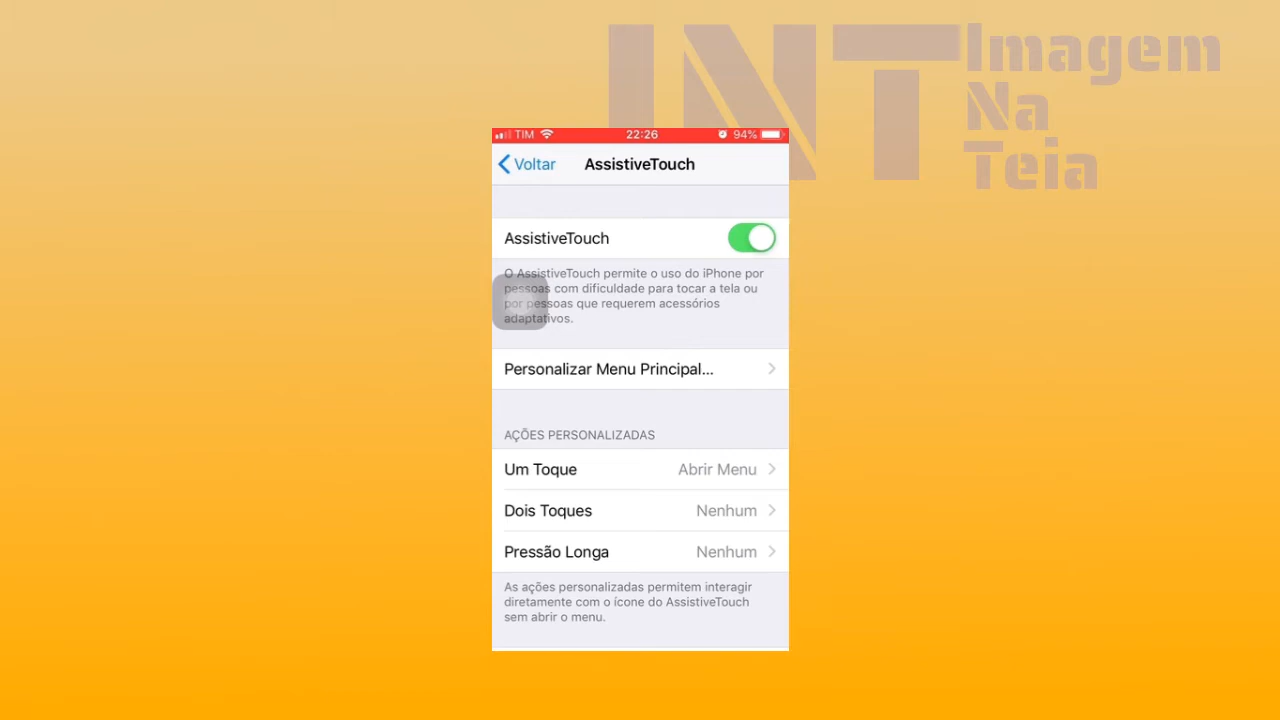 INT Imagem
Na
Teia
TIM 22:26 94%
Voltar AssistiveTouch
AssistiveTouch
O AssistiveTouch permite o uso do iPhone por
pessoas com dificuldade para tocar a tela ou
por pessoas que requerem acessórios
adaptativos.
Personalizar Menu Principal...
AÇÕES PERSONALIZADAS
Um Toque Abrir Menu
Dois Toques Nenhum
Pressão Longa Nenhum
As ações personalizadas permitem interagir
diretamente com o ícone do AssistiveTouch
sem abrir o menu.